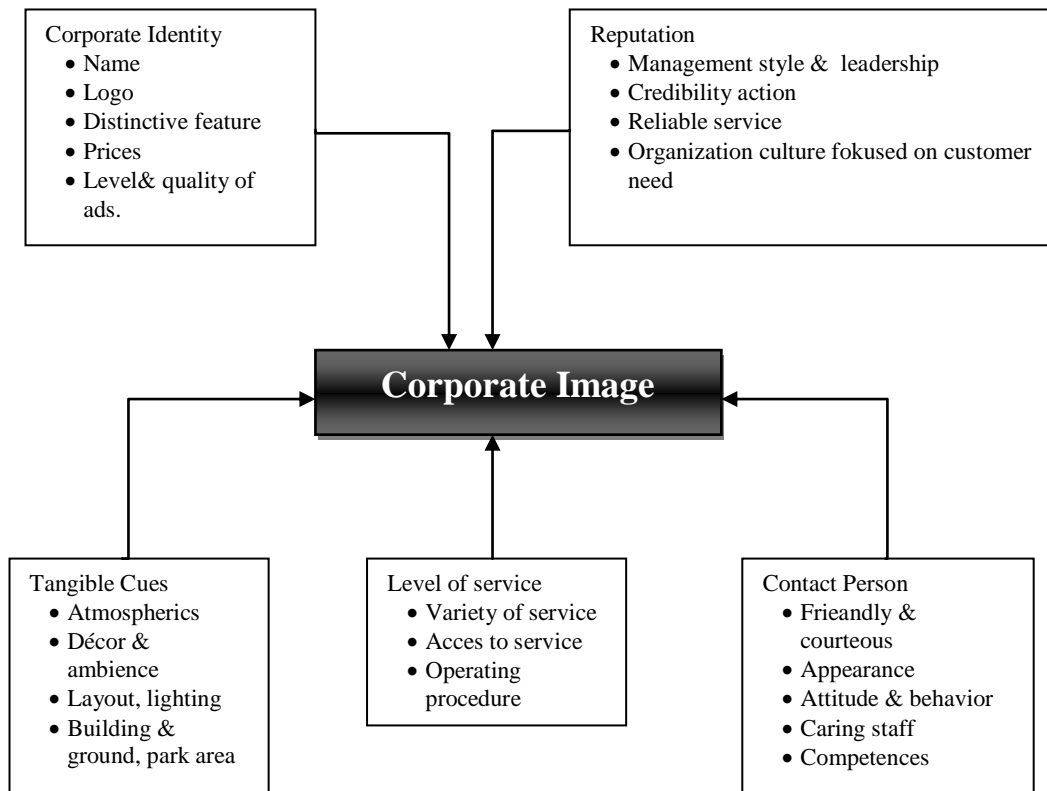 Corporate Identity
• Name
• Logo
• Distinctive feature
• Prices
• Level& quality of
ads.
Reputation
• Management style & leadership
• Credibility action
• Reliable service
• Organization culture fokused on customer
need
Corporate Image
Tangible Cues
• Atmospherics
• Décor &
ambience
• Layout, lighting
• Building &
ground, park area
Level of service
• Variety of service
• Acces to service
• Operating
procedure
Contact Person
• Frieandly &
courteous
• Appearance
• Attitude & behavior
• Caring staff
• Competences